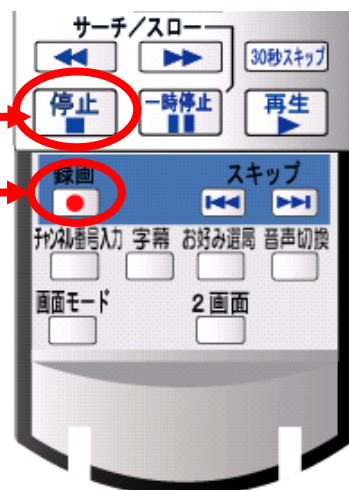 サーチ/スロー
30秒スキップ
停止 一時停止 再生
録画 スキップ
チャンネル番号入力 字幕 お好み選局 音声切換
画面モード 2画面